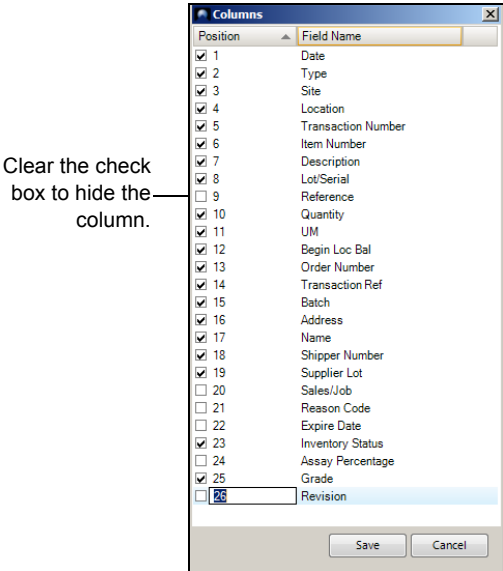 Columns
Position Field Name
1 Date
2 Type
3 Site
4 Location
5 Transaction Number
6 Item Number
7 Description
8 Lot/Serial
9 Reference
10 Quantity
11 UM
12 Begin Loc Bal
13 Order Number
14 Transaction Ref
15 Batch
16 Address
17 Name
18 Shipper Number
19 Supplier Lot
20 Sales/Job
21 Reason Code
22 Expire Date
23 Inventory Status
24 Assay Percentage
25 Grade
26 Revision
Save Cancel
Clear the check
box to hide the
column.